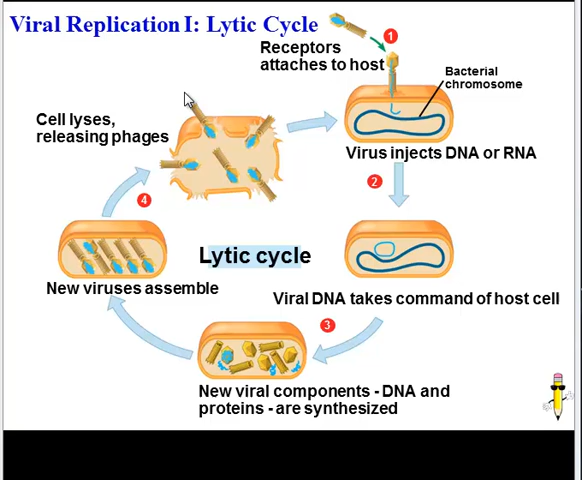 Viral Replication I: Lytic Cycle
1
Receptors
attaches to host
Bacterial
chromosome
Cell lyses,
releasing phages
Virus injects DNA or RNA
2
4
Lytic cycle
New viruses assemble
Viral DNA takes command of host cell
3
New viral components - DNA and
proteins - are synthesized